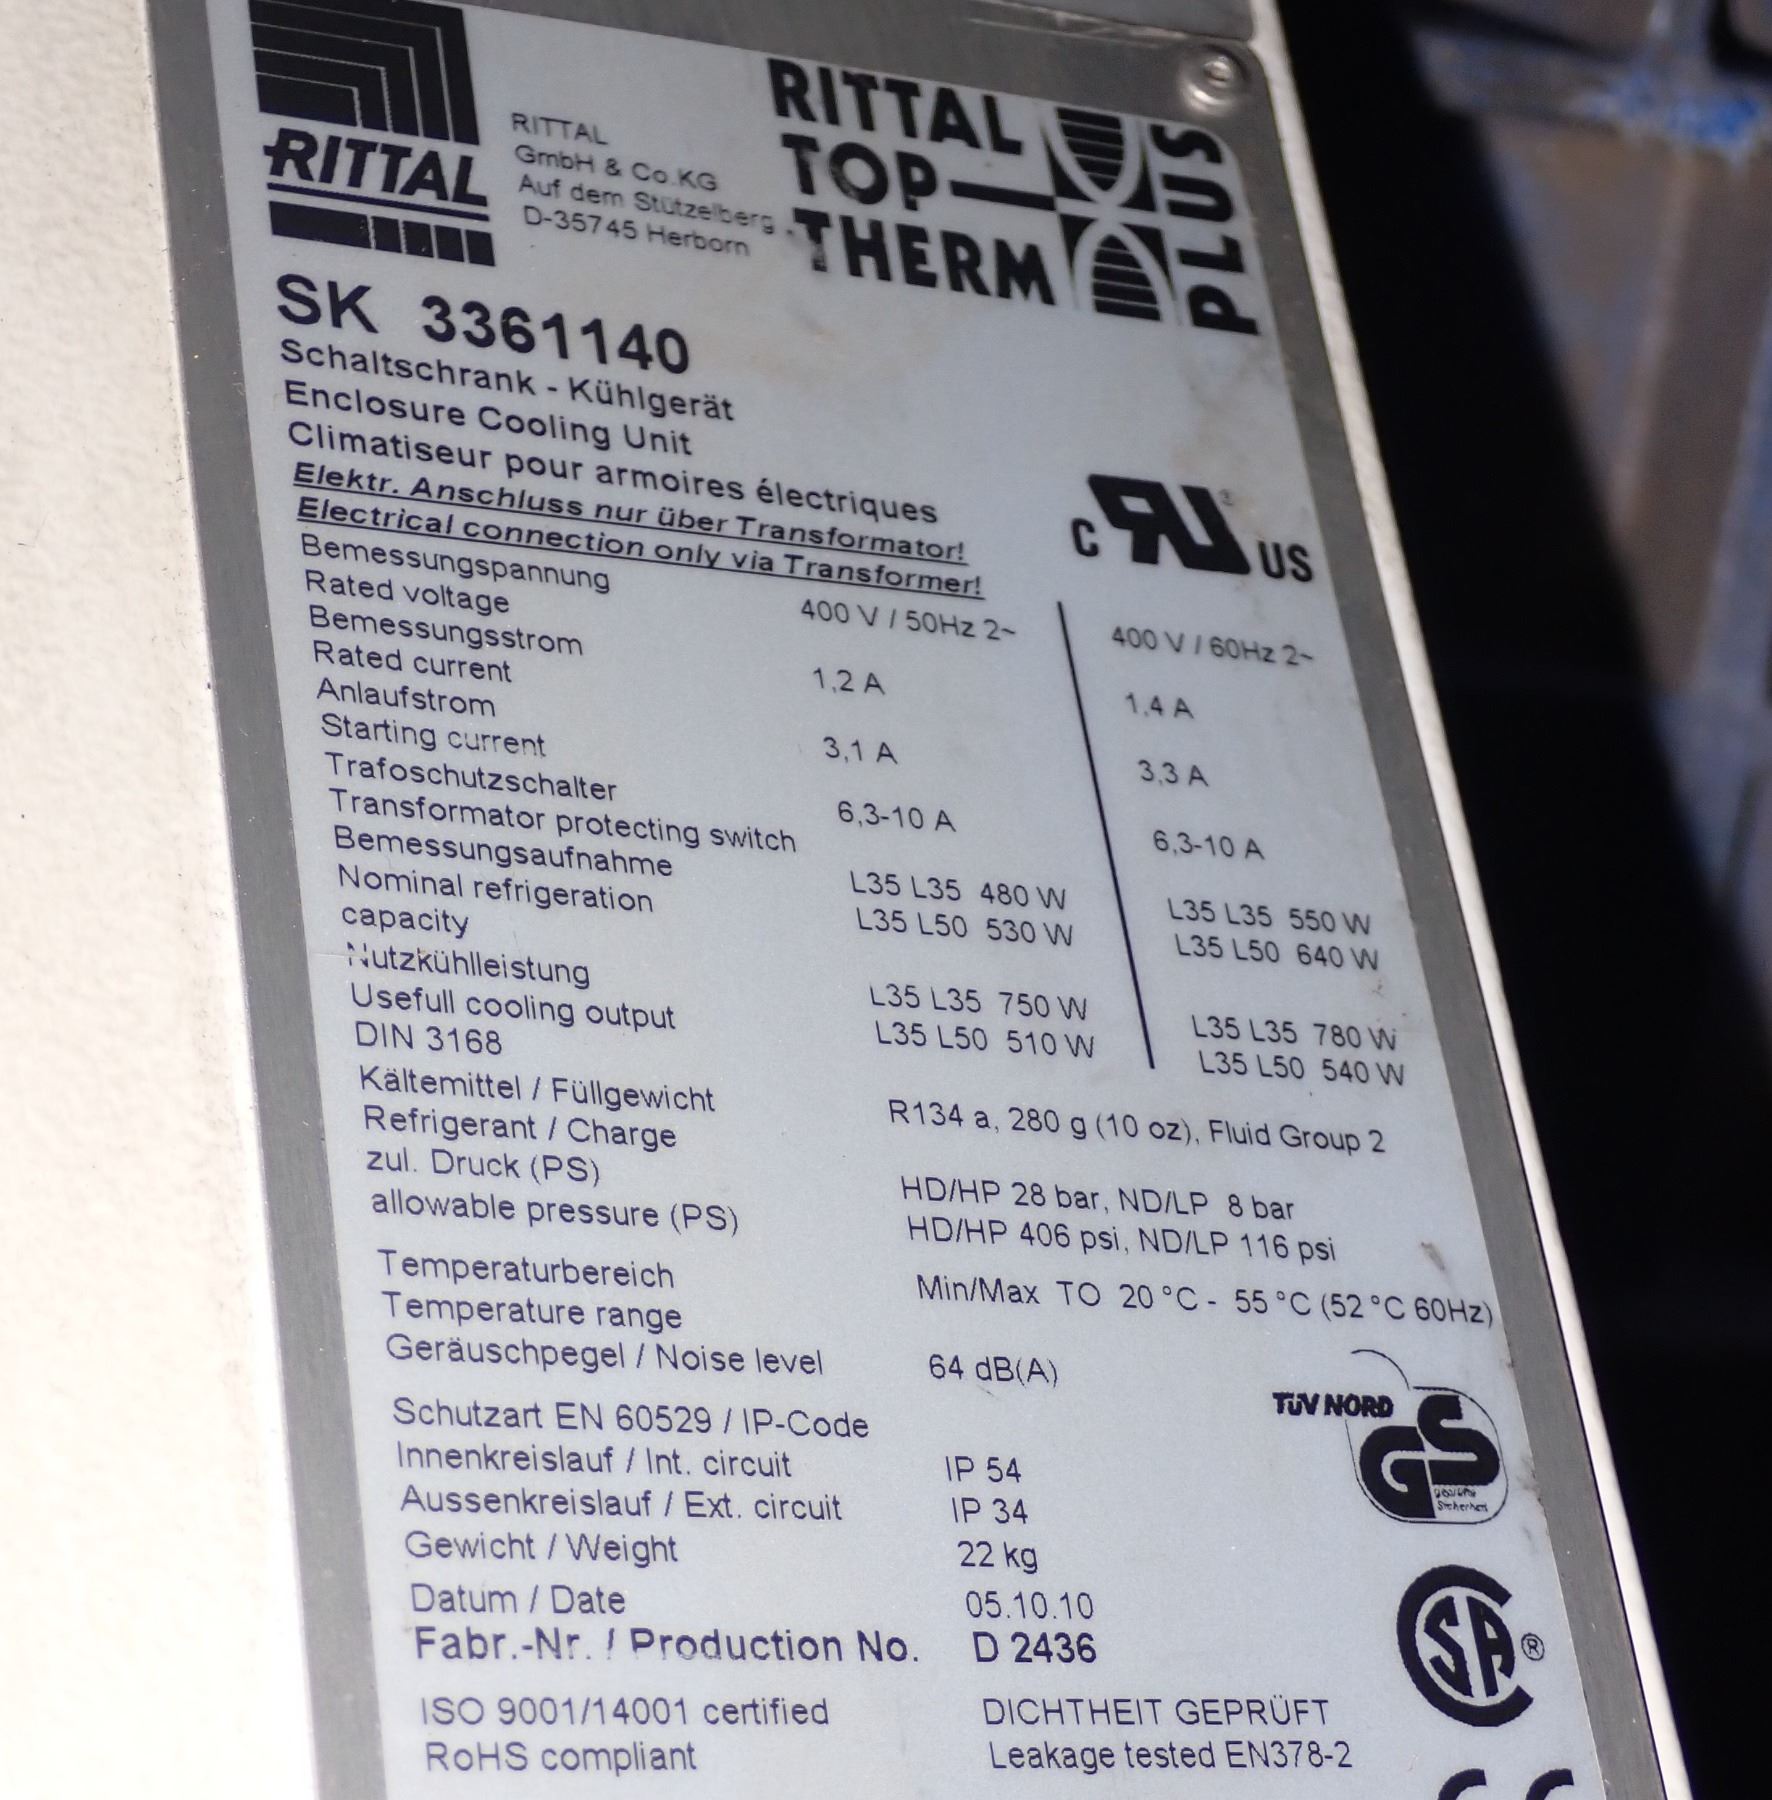 RITTAL
RITTAL
GmbH & Co.KG
Auf dem Stützelberg
D-35745 Herborn
RITTAL
TOP
THERM
PLUS
SK 3361140
Schaltschrank - Kühlgerät
Enclosure Cooling Unit
Climatiseur pour armoires électriques
Elektr. Anschluss nur über Transformator!
Electrical connection only via Transformer!
C RU ® US
Bemessungspannung
Rated voltage 400 V / 50Hz 2~ 400 V / 60Hz 2~
Bemessungsstrom
Rated current 1,2 A 1,4 A
Anlaufstrom
Starting current 3,1 A 3,3 A
Trafoschutzschalter
Transformator protecting switch 6,3-10 A 6,3-10 A
Bemessungsaufnahme
Nominal refrigeration L35 L35 480 W L35 L35 550 W
capacity L35 L50 530 W L35 L50 640 W
Nutzkühlleistung
Usefull cooling output L35 L35 750 W L35 L35 780 W
DIN 3168 L35 L50 510 W L35 L50 540 W
Kältemittel / Füllgewicht
Refrigerant / Charge R134 a, 280 g (10 oz), Fluid Group 2
zul. Druck (PS) HD/HP 28 bar, ND/LP 8 bar
allowable pressure (PS) HD/HP 406 psi, ND/LP 116 psi
Temperaturbereich
Temperature range Min/Max TO 20 °C - 55 °C (52 °C 60Hz)
Geräuschpegel / Noise level 64 dB(A)
TÜV NORD
GS
geprüfte
Sicherheit
Schutzart EN 60529 / IP-Code
Innenkreislauf / Int. circuit IP 54
Aussenkreislauf / Ext. circuit IP 34
Gewicht / Weight 22 kg
Datum / Date 05.10.10
Fabr.-Nr. / Production No. D 2436
SA ®
ISO 9001/14001 certified DICHTHEIT GEPRÜFT
RoHS compliant Leakage tested EN378-2